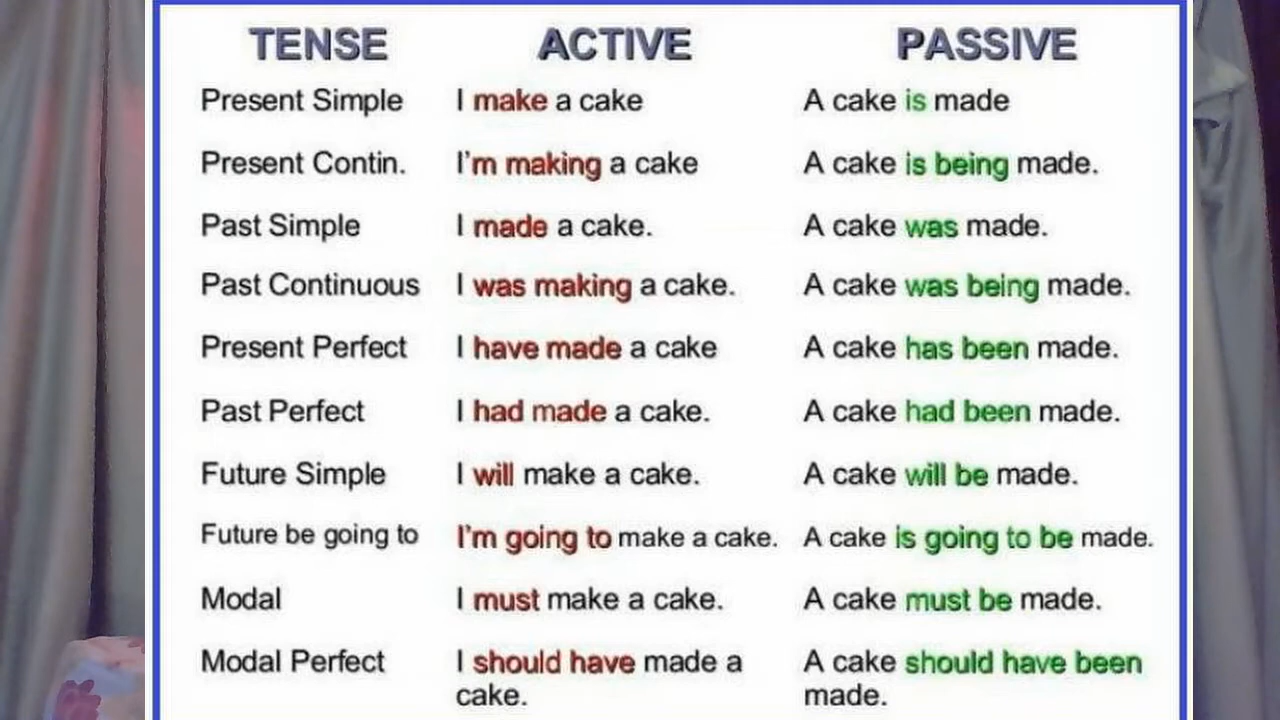 TENSE ACTIVE PASSIVE
Present Simple I make a cake A cake is made
Present Contin. I'm making a cake A cake is being made.
Past Simple I made a cake. A cake was made.
Past Continuous I was making a cake. A cake was being made.
Present Perfect I have made a cake A cake has been made.
Past Perfect I had made a cake. A cake had been made.
Future Simple I will make a cake. A cake will be made.
Future be going to I'm going to make a cake. A cake is going to be made.
Modal I must make a cake. A cake must be made.
Modal Perfect I should have made a A cake should have been
cake. made.